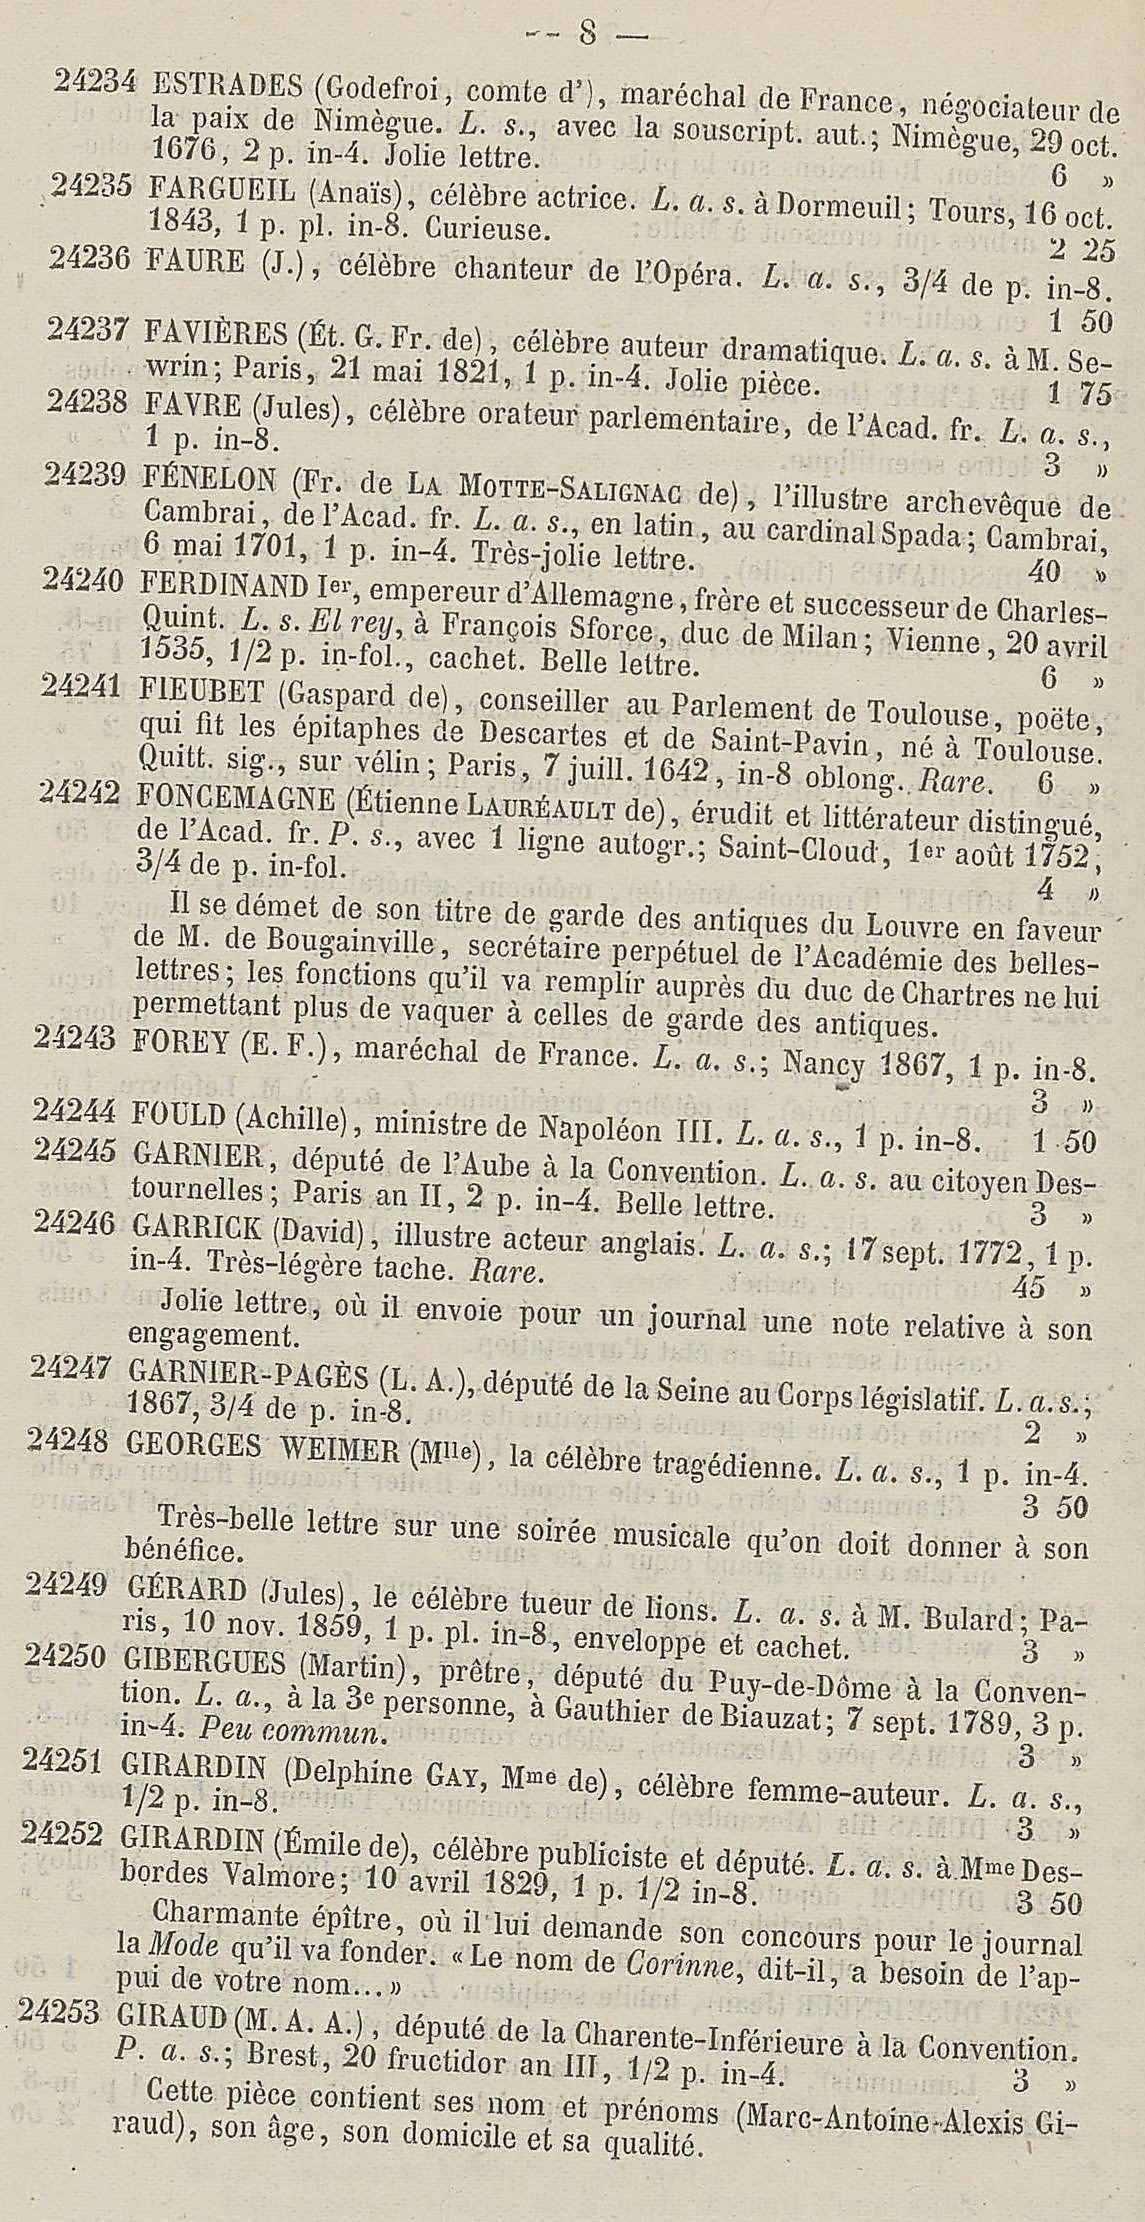 -- 8 —
24234 ESTRADES (Godefroi, comte d'), maréchal de France, négociateur de
la paix de Nimègue. L. s., avec la souscript. aut.; Nimègue, 29 oct.
1676, 2 p. in-4. Jolie lettre. 6 »
24235 FARGUEIL (Anaïs), célèbre actrice. L. a. s. à Dormeuil; Tours, 16 oct.
1843, 1 p. pl. in-8. Curieuse. 2 25
24236 FAURE (J.), célèbre chanteur de l'Opéra. L. a. s., 3/4 de p. in-8.
1 50
24237 FAVIÈRES (Ét. G. Fr. de), célèbre auteur dramatique. L. a. s. à M. Se-
wrin; Paris, 21 mai 1821, 1 p. in-4. Jolie pièce. 1 75
24238 FAVRE (Jules), célèbre orateur parlementaire, de l'Acad. fr. L. a. s.,
1 p. in-8. 3 »
24239 FÉNELON (Fr. de LA MOTTE-SALIGNAC de), l'illustre archevêque de
Cambrai, de l'Acad. fr. L. a. s., en latin, au cardinal Spada; Cambrai,
6 mai 1701, 1 p. in-4. Très-jolie lettre. 40 »
24240 FERDINAND Ier, empereur d'Allemagne, frère et successeur de Charles-
Quint. L. s. El rey, à François Sforce, duc de Milan; Vienne, 20 avril
1535, 1/2 p. in-fol., cachet. Belle lettre. 6 »
24241 FIEUBET (Gaspard de), conseiller au Parlement de Toulouse, poëte,
qui fit les épitaphes de Descartes et de Saint-Pavin, né à Toulouse.
Quitt. sig., sur vélin; Paris, 7 juill. 1642, in-8 oblong. Rare. 6 »
24242 FONCEMAGNE (Étienne LAURÉAULT de), érudit et littérateur distingué,
de l'Acad. fr. P. s., avec 1 ligne autogr.; Saint-Cloud, 1er août 1752,
3/4 de p. in-fol. 4 »
Il se démet de son titre de garde des antiques du Louvre en faveur
de M. de Bougainville, secrétaire perpétuel de l'Académie des belles-
lettres; les fonctions qu'il va remplir auprès du duc de Chartres ne lui
permettant plus de vaquer à celles de garde des antiques.
24243 FOREY (E. F.), maréchal de France. L. a. s.; Nancy 1867, 1 p. in-8.
3 »
24244 FOULD (Achille), ministre de Napoléon III. L. a. s., 1 p. in-8. 1 50
24245 GARNIER, député de l'Aube à la Convention. L. a. s. au citoyen Des-
tournelles; Paris an II, 2 p. in-4. Belle lettre. 3 »
24246 GARRICK (David), illustre acteur anglais. L. a. s.; 17 sept. 1772, 1 p.
in-4. Très-légère tache. Rare. 45 »
Jolie lettre, où il envoie pour un journal une note relative à son
engagement.
24247 GARNIER-PAGÈS (L. A.), député de la Seine au Corps législatif. L. a. s.;
1867, 3/4 de p. in-8. 2 »
24248 GEORGES WEIMER (Mlle), la célèbre tragédienne. L. a. s., 1 p. in-4.
3 50
Très-belle lettre sur une soirée musicale qu'on doit donner à son
bénéfice.
24249 GÉRARD (Jules), le célèbre tueur de lions. L. a. s. à M. Bulard; Pa-
ris, 10 nov. 1859, 1 p. pl. in-8, enveloppe et cachet. 3 »
24250 GIBERGUES (Martin), prêtre, député du Puy-de-Dôme à la Conven-
tion. L. a., à la 3e personne, à Gauthier de Biauzat; 7 sept. 1789, 3 p.
in-4. Peu commun. 3 »
24251 GIRARDIN (Delphine GAY, Mme de), célèbre femme-auteur. L. a. s.,
1/2 p. in-8. 3 »
24252 GIRARDIN (Émile de), célèbre publiciste et député. L. a. s. à Mme Des-
bordes Valmore; 10 avril 1829, 1 p. 1/2 in-8. 3 50
Charmante épître, où il lui demande son concours pour le journal
la Mode qu'il va fonder. « Le nom de Corinne, dit-il, a besoin de l'ap-
pui de votre nom... »
24253 GIRAUD (M. A. A.), député de la Charente-Inférieure à la Convention.
P. a. s.; Brest, 20 fructidor an III, 1/2 p. in-4. 3 »
Cette pièce contient ses nom et prénoms (Marc-Antoine-Alexis Gi-
raud), son âge, son domicile et sa qualité.